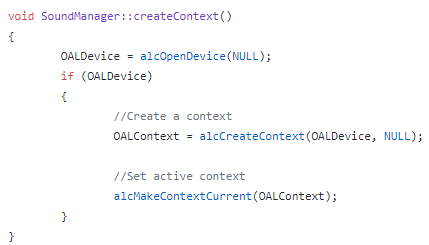 void SoundManager::createContext()
{
        OALDevice = alcOpenDevice(NULL);
        if (OALDevice)
        {
                //Create a context
                OALContext = alcCreateContext(OALDevice, NULL);

                //Set active context
                alcMakeContextCurrent(OALContext);
        }
}